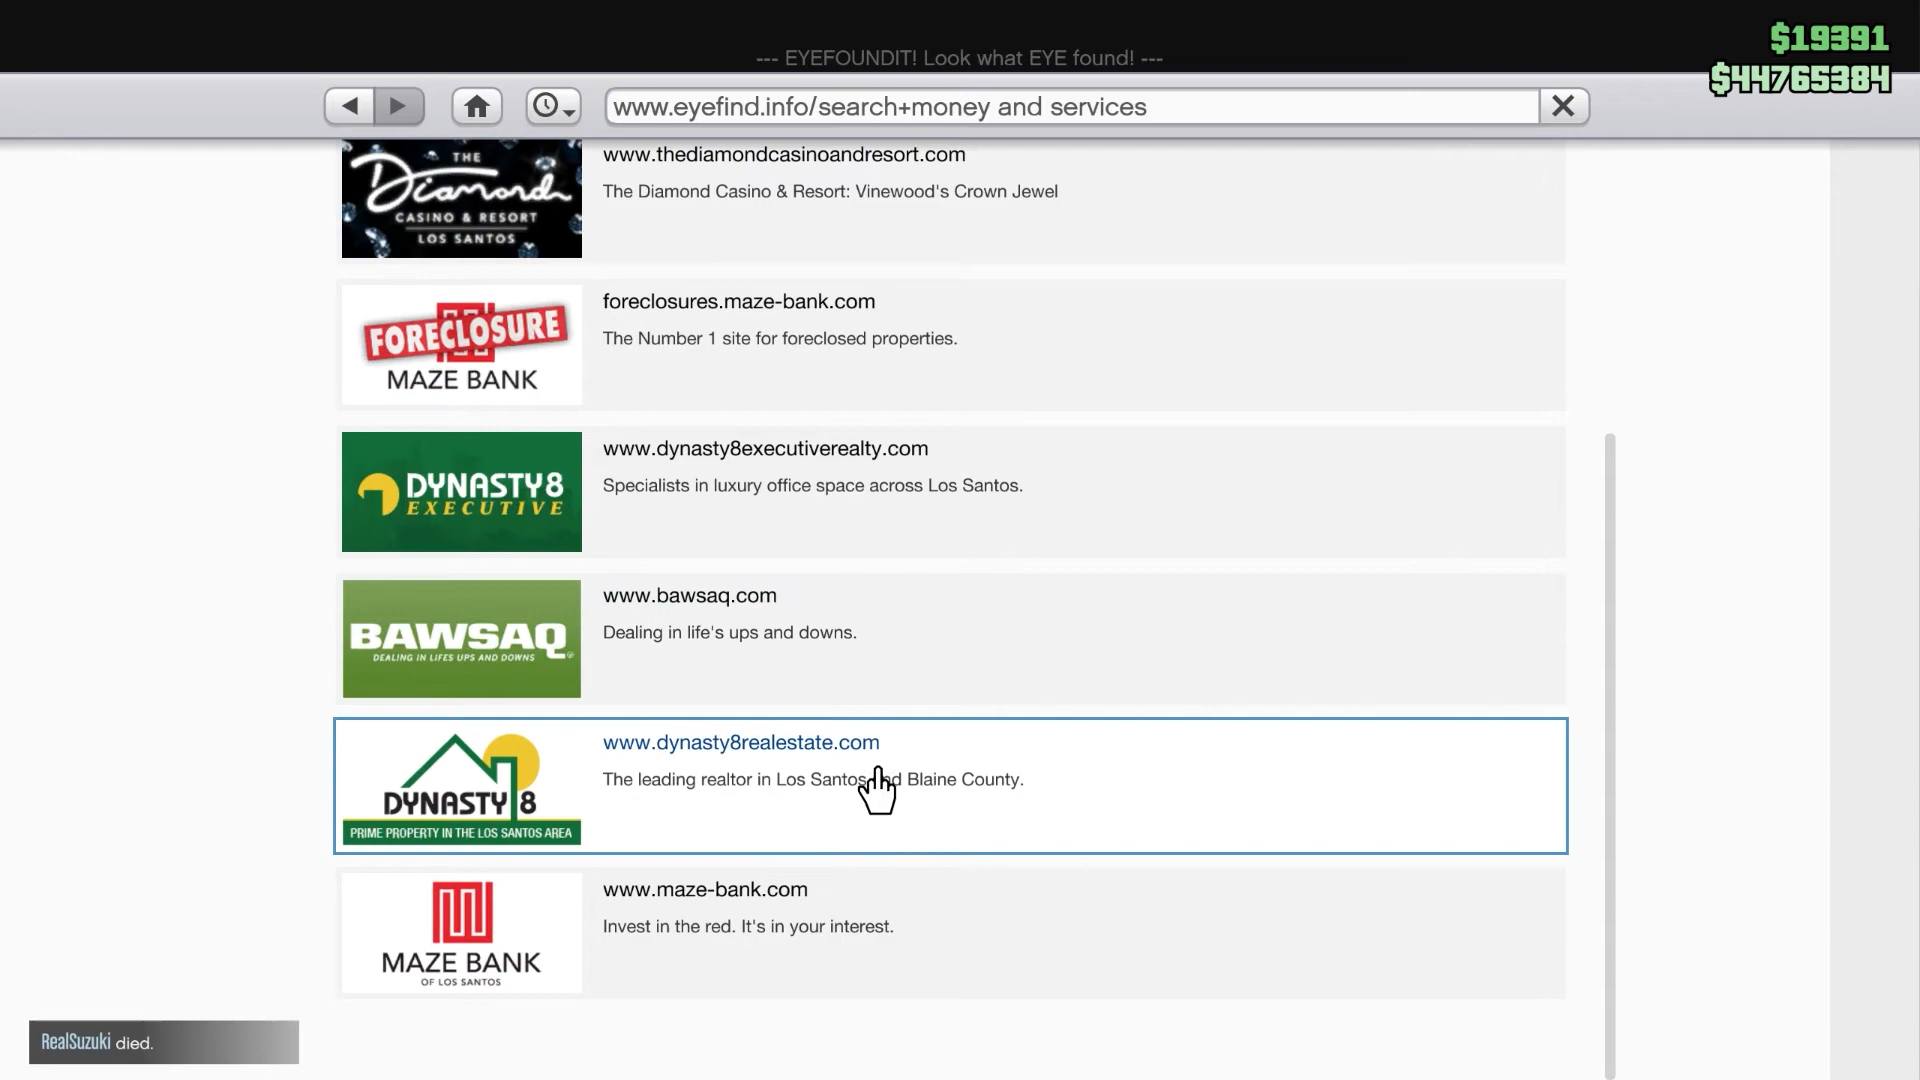 $19391
--- EYEFOUNDIT! Look what EYE found! ---
$44765384
www.eyefind.info/search+money and services
THE
Diamond
CASINO & RESORT
LOS SANTOS
www.thediamondcasinoandresort.com
The Diamond Casino & Resort: Vinewood's Crown Jewel
FORECLOSURE
MAZE BANK
foreclosures.maze-bank.com
The Number 1 site for foreclosed properties.
DYNASTY8
EXECUTIVE
www.dynasty8executiverealty.com
Specialists in luxury office space across Los Santos.
BAWSAQ
DEALING IN LIFES UPS AND DOWNS
www.bawsaq.com
Dealing in life's ups and downs.
DYNASTY 8
PRIME PROPERTY IN THE LOS SANTOS AREA
www.dynasty8realestate.com
The leading realtor in Los Santos and Blaine County.
MAZE BANK
OF LOS SANTOS
www.maze-bank.com
Invest in the red. It's in your interest.
RealSuzuki died.